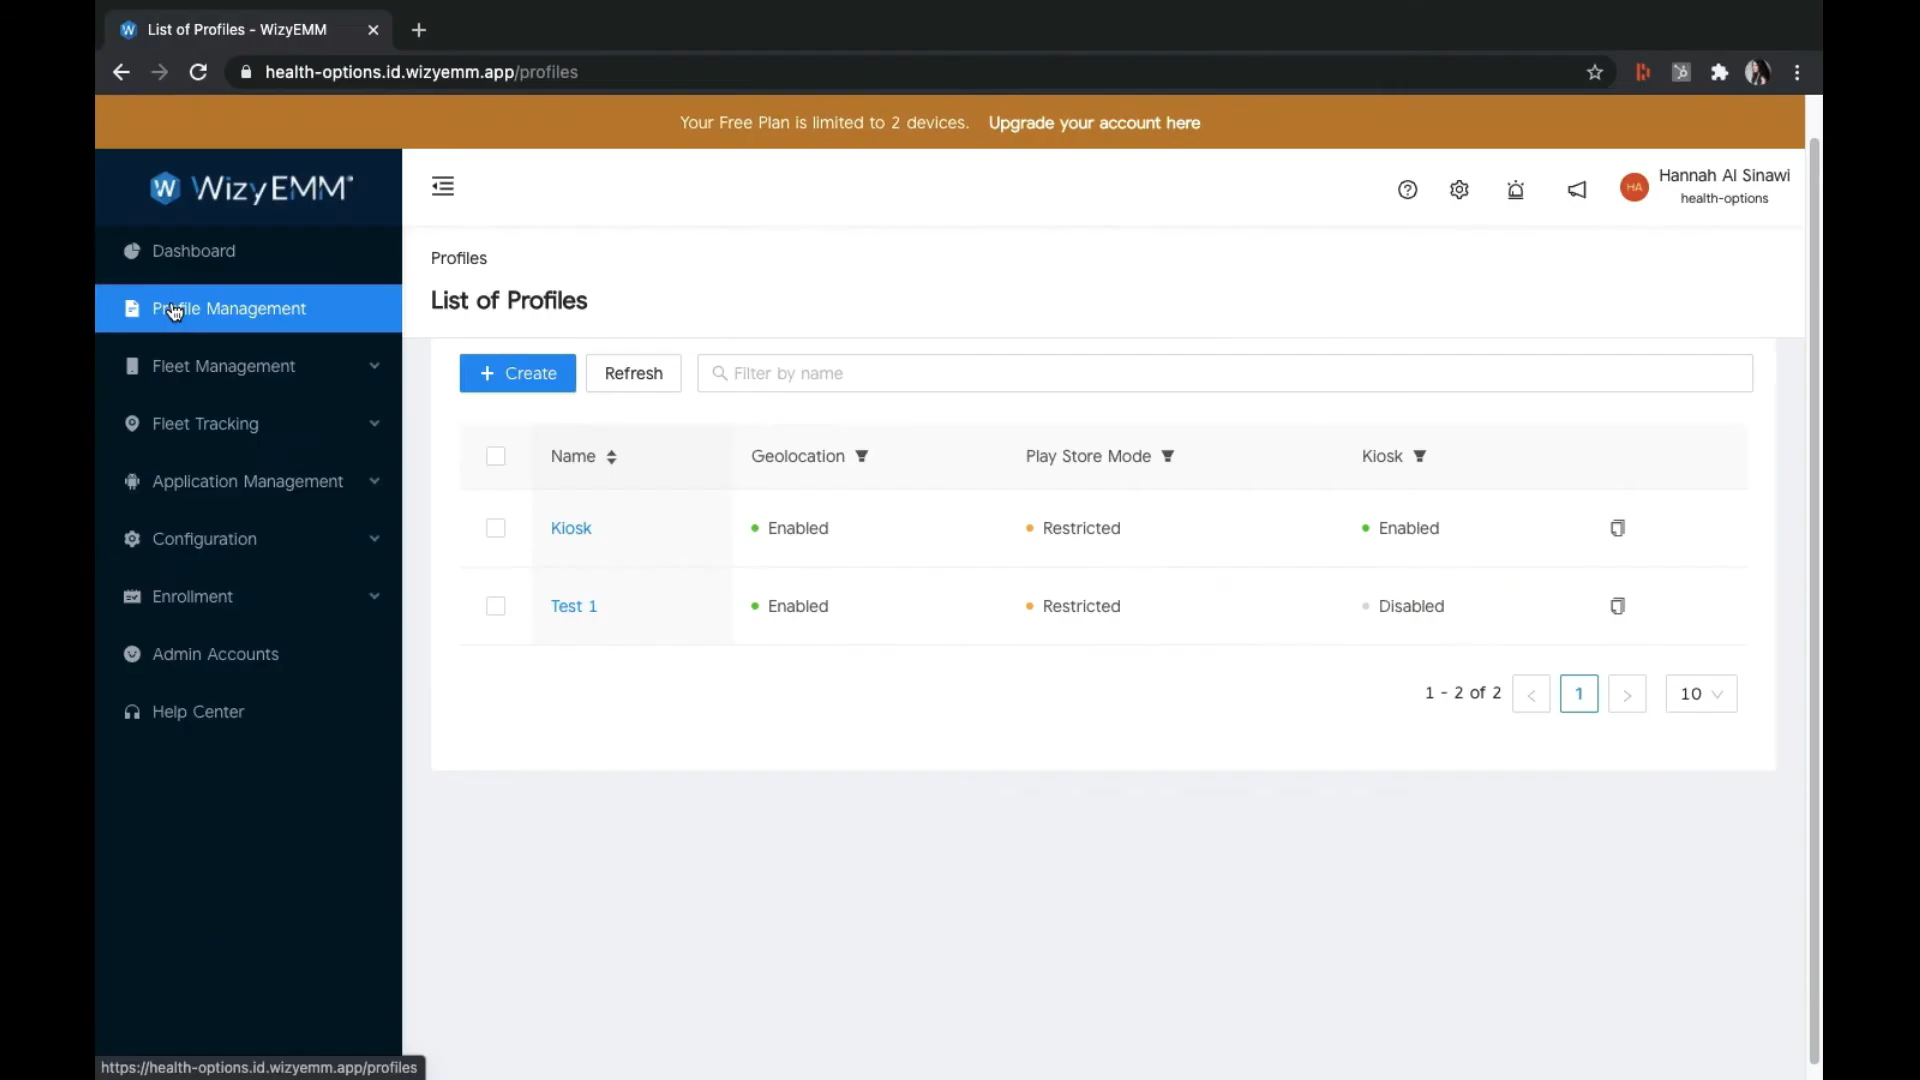 List of Profiles - WizyEMM
health-options.id.wizyemm.app/profiles
Your Free Plan is limited to 2 devices. Upgrade your account here
W WizyEMM
HA
Hannah Al Sinawi
health-options
Dashboard
Profile Management
Fleet Management
Fleet Tracking
Application Management
Configuration
Enrollment
Admin Accounts
Help Center
Profiles
List of Profiles
+ Create Refresh Filter by name
Name Geolocation Play Store Mode Kiosk
Kiosk Enabled Restricted Enabled
Test 1 Enabled Restricted Disabled
1 - 2 of 2 < 1 > 10
https://health-options.id.wizyemm.app/profiles